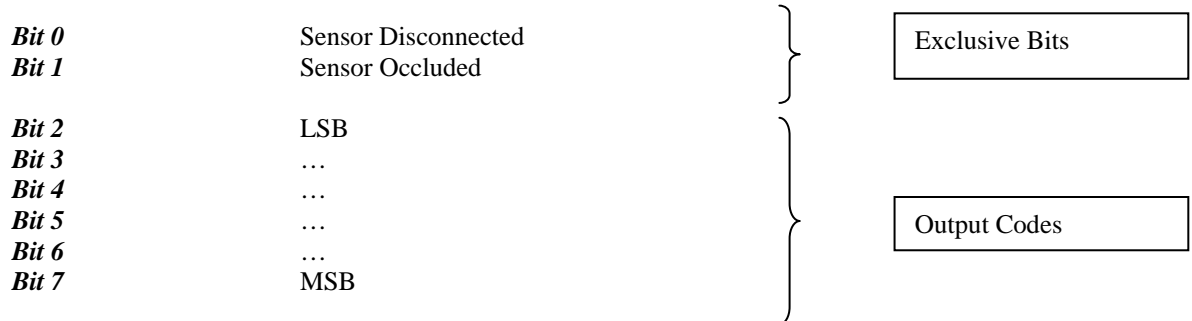 Bit 0 Sensor Disconnected Exclusive Bits
Bit 1 Sensor Occluded
Bit 2 LSB
Bit 3 …
Bit 4 …
Bit 5 … Output Codes
Bit 6 …
Bit 7 MSB